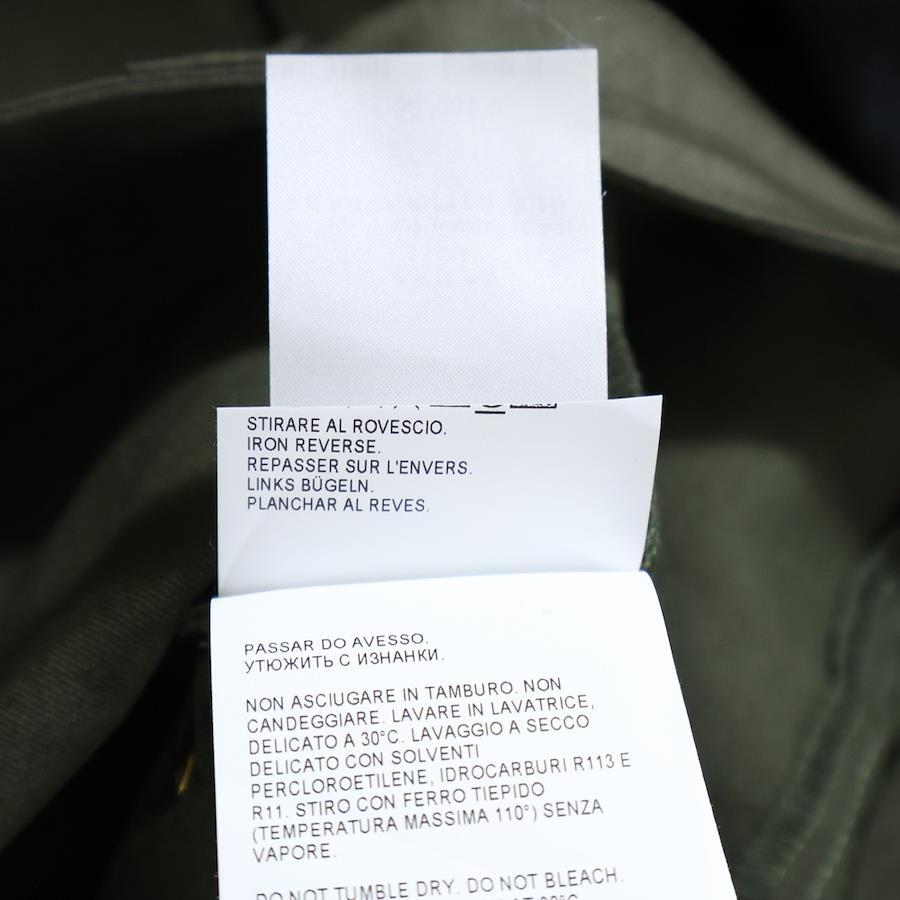 STIRARE AL ROVESCIO.
IRON REVERSE.
REPASSER SUR L'ENVERS.
LINKS BÜGELN.
PLANCHAR AL REVES.
PASSAR DO AVESSO.
УТЮЖИТЬ С ИЗНАНКИ.
NON ASCIUGARE IN TAMBURO. NON
CANDEGGIARE. LAVARE IN LAVATRICE,
DELICATO A 30°C. LAVAGGIO A SECCO
DELICATO CON SOLVENTI
PERCLOROETILENE, IDROCARBURI R113 E
R11. STIRO CON FERRO TIEPIDO
(TEMPERATURA MASSIMA 110°) SENZA
VAPORE.
DO NOT TUMBLE DRY. DO NOT BLEACH.